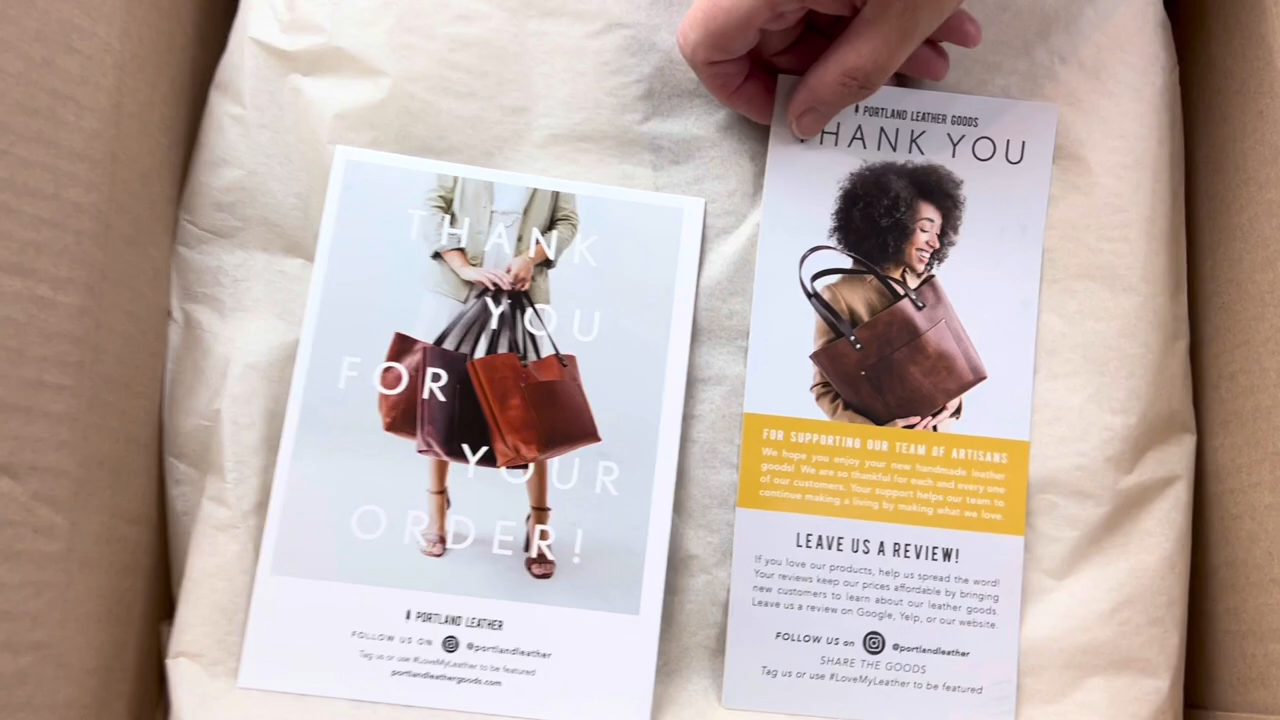 THANK
YOU
FOR
YOUR
ORDER!
PORTLAND LEATHER
FOLLOW US ON @portlandleather
Tag us or use #LoveMyLeather to be featured
portlandleathergoods.com
PORTLAND LEATHER GOODS
THANK YOU
FOR SUPPORTING OUR TEAM OF ARTISANS
We hope you enjoy your new handmade leather
goods! We are so thankful for each and every one
of our customers. Your support helps our team to
continue making a living by making what we love.
LEAVE US A REVIEW!
If you love our products, help us spread the word!
Your reviews keep our prices affordable by bringing
new customers to learn about our leather goods.
Leave us a review on Google, Yelp, or our website.
FOLLOW US on @portlandleather
SHARE THE GOODS
Tag us or use #LoveMyLeather to be featured